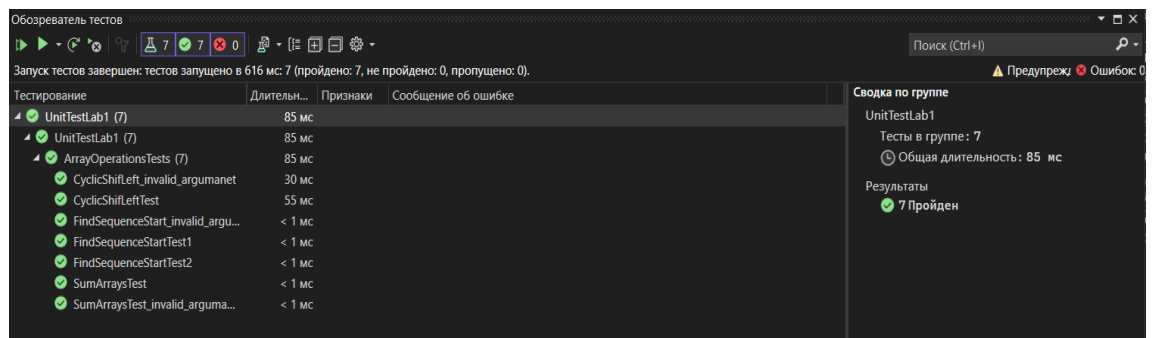 Обозреватель тестов
7 7 0
Поиск (Ctrl+I)
Запуск тестов завершен: тестов запущено в 616 мс: 7 (пройдено: 7, не пройдено: 0, пропущено: 0).
Предупреж Ошибок: 0
Тестирование Длительн... Признаки Сообщение об ошибке
UnitTestLab1 (7) 85 мс
UnitTestLab1 (7) 85 мс
ArrayOperationsTests (7) 85 мс
CyclicShifLeft_invalid_argumanet 30 мс
CyclicShifLeftTest 55 мс
FindSequenceStart_invalid_argu... < 1 мс
FindSequenceStartTest1 < 1 мс
FindSequenceStartTest2 < 1 мс
SumArraysTest < 1 мс
SumArraysTest_invalid_arguma... < 1 мс
Сводка по группе
UnitTestLab1
Тесты в группе: 7
Общая длительность: 85 мс
Результаты
7 Пройден